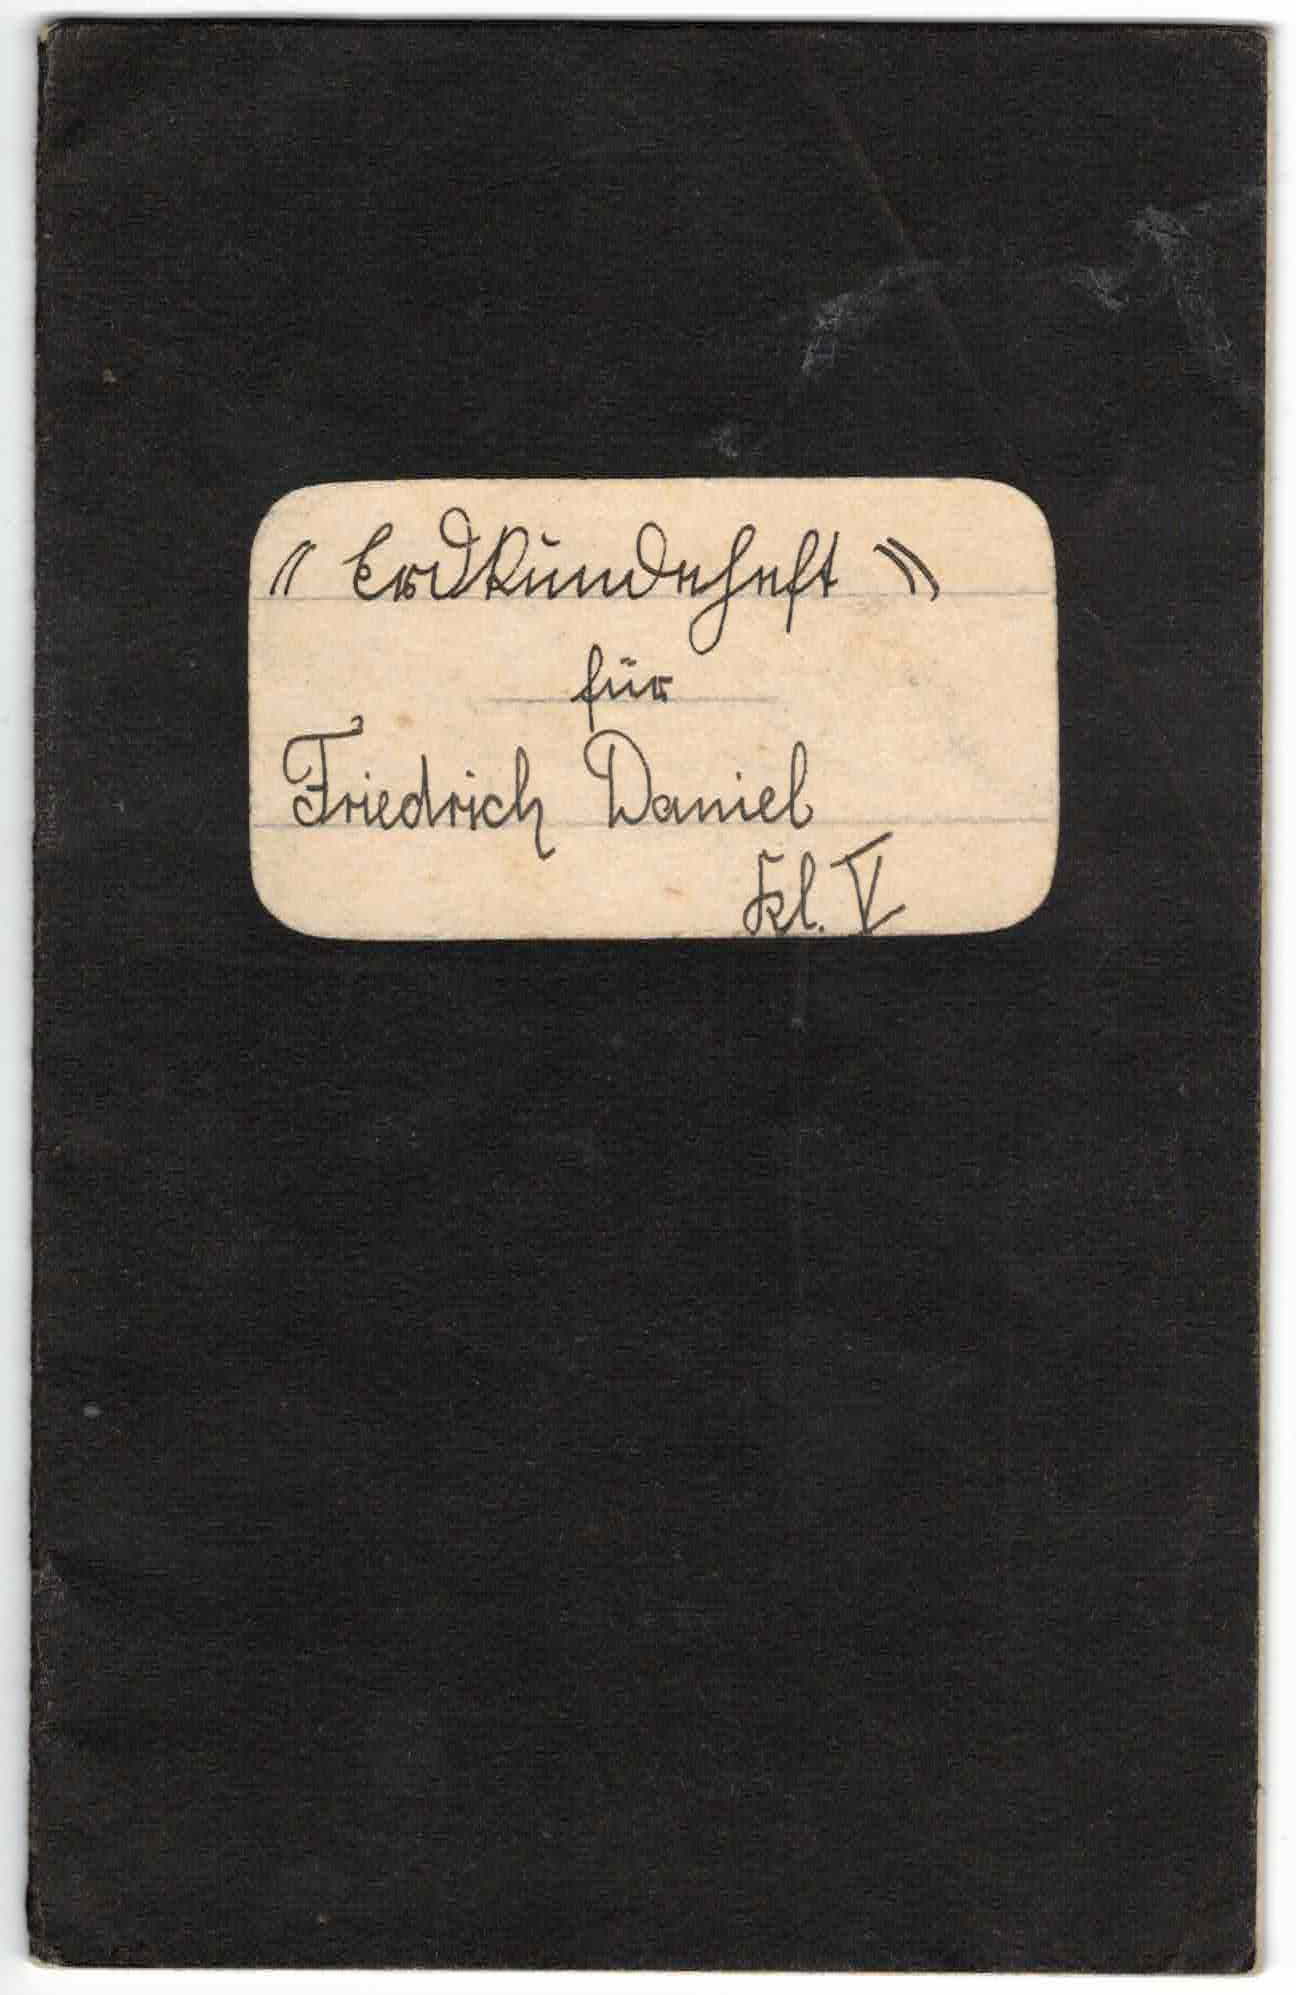 "Erdkundeheft"
für
Friedrich Daniel
Kl. V